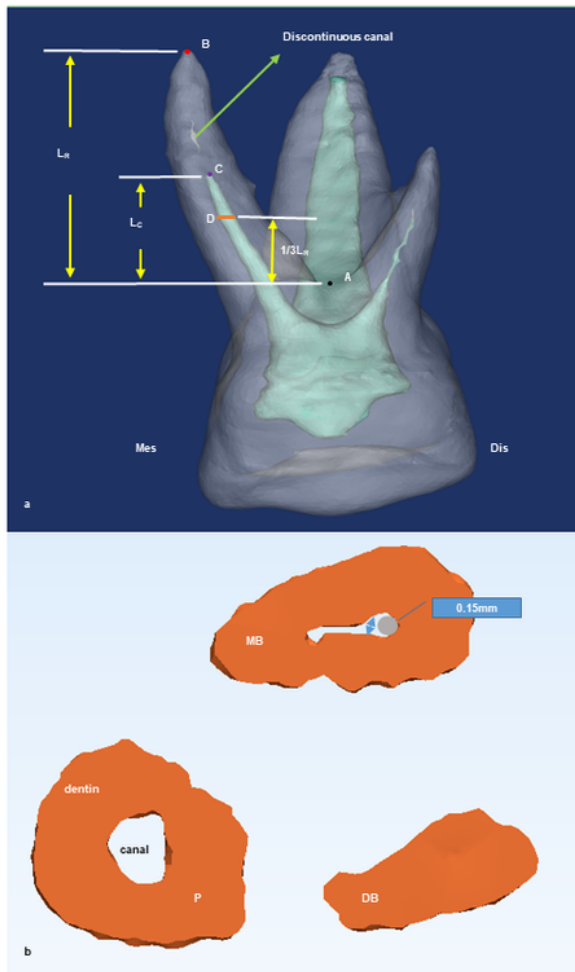 B
Discontinuous canal
LR
C
LC
D
1/3LR
A
Mes
Dis
a
0.15mm
MB
dentin
canal
P
DB
b